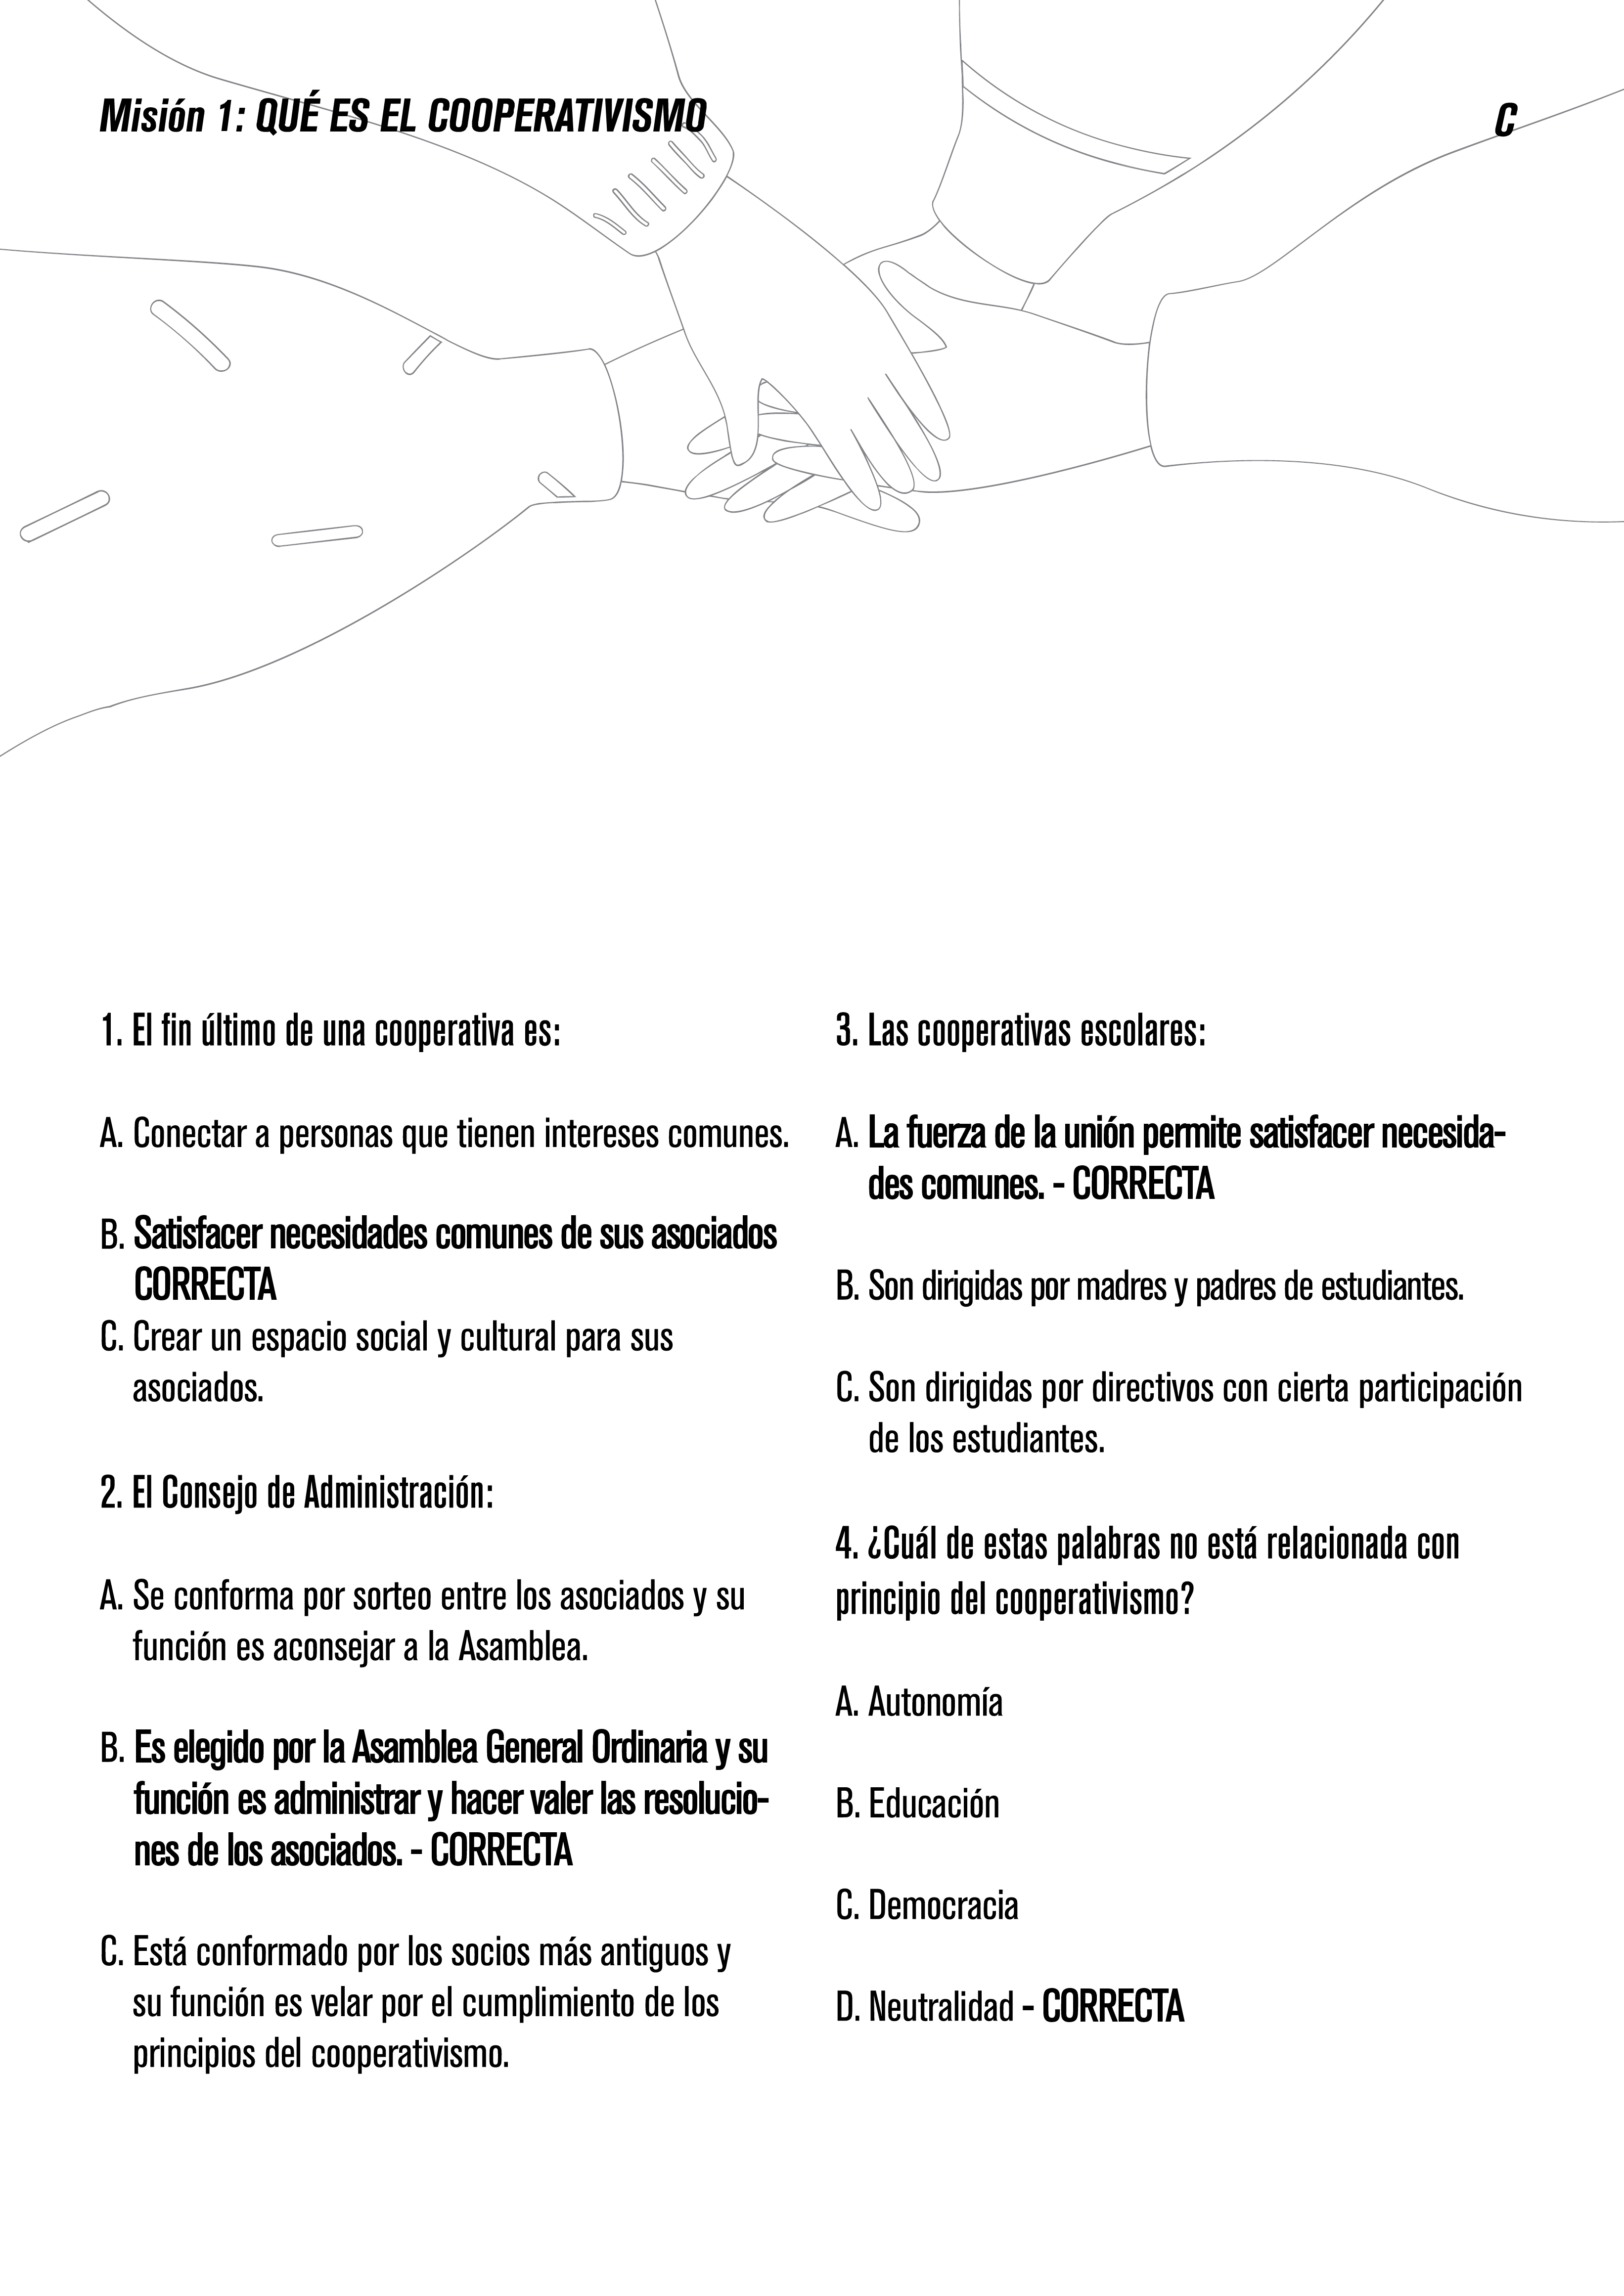 Misión 1: QUÉ ES EL COOPERATIVISMO
C
1. El fin último de una cooperativa es:
A. Conectar a personas que tienen intereses comunes.
B. Satisfacer necesidades comunes de sus asociados
CORRECTA
C. Crear un espacio social y cultural para sus
asociados.
2. El Consejo de Administración:
A. Se conforma por sorteo entre los asociados y su
función es aconsejar a la Asamblea.
B. Es elegido por la Asamblea General Ordinaria y su
función es administrar y hacer valer las resolucio-
nes de los asociados. - CORRECTA
C. Está conformado por los socios más antiguos y
su función es velar por el cumplimiento de los
principios del cooperativismo.
3. Las cooperativas escolares:
A. La fuerza de la unión permite satisfacer necesida-
des comunes. - CORRECTA
B. Son dirigidas por madres y padres de estudiantes.
C. Son dirigidas por directivos con cierta participación
de los estudiantes.
4. ¿Cuál de estas palabras no está relacionada con
principio del cooperativismo?
A. Autonomía
B. Educación
C. Democracia
D. Neutralidad - CORRECTA